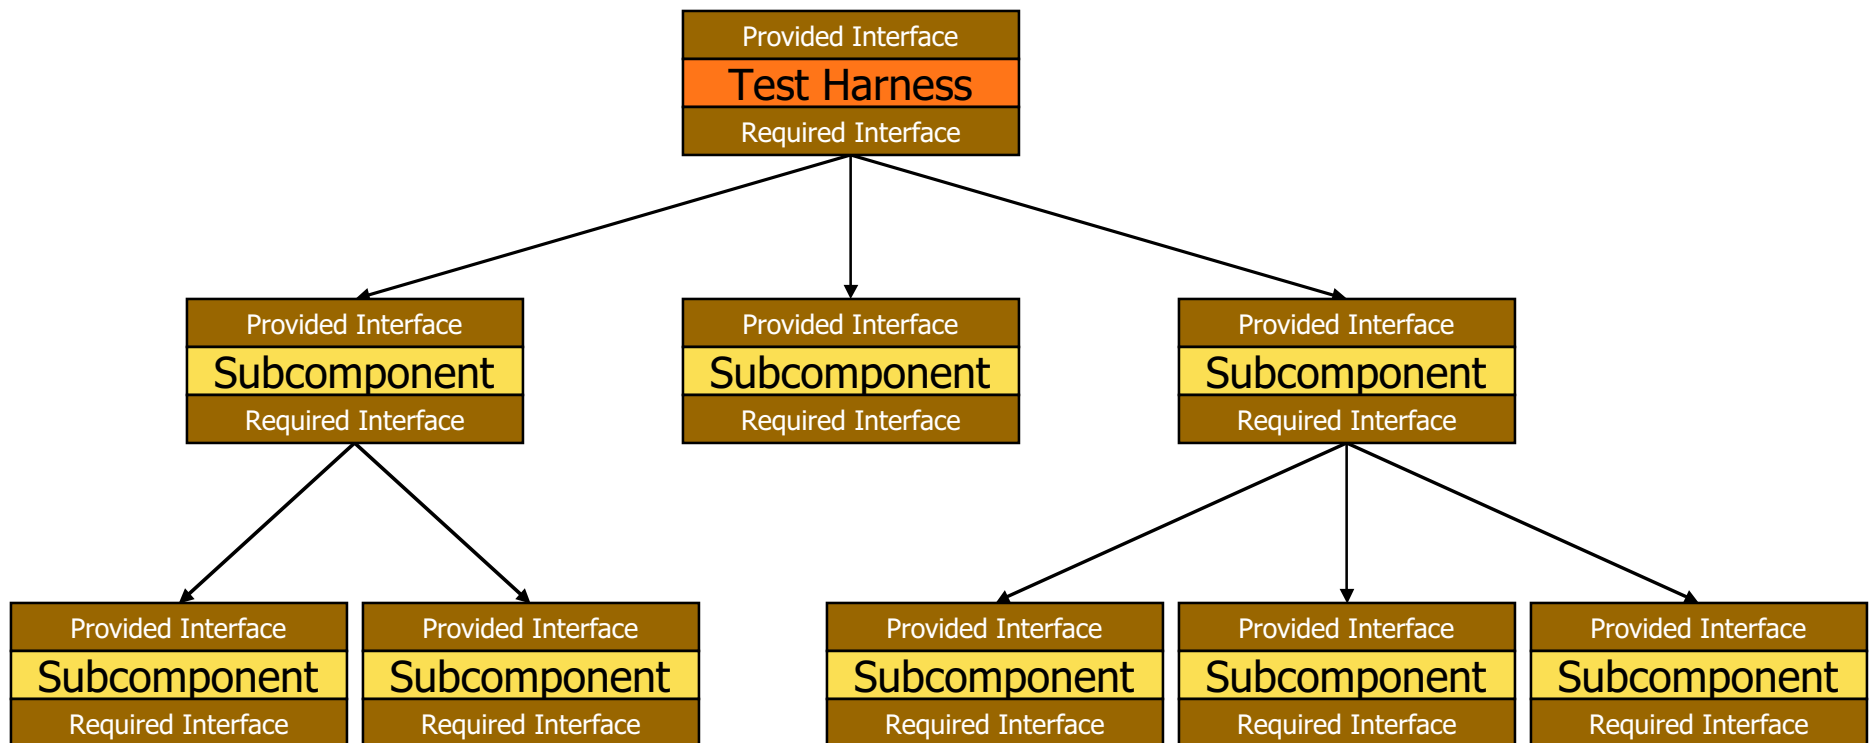 Provided Interface
Test Harness
Required Interface
Provided Interface
Subcomponent
Required Interface
Provided Interface
Subcomponent
Required Interface
Provided Interface
Subcomponent
Required Interface
Provided Interface
Subcomponent
Required Interface
Provided Interface
Subcomponent
Required Interface
Provided Interface
Subcomponent
Required Interface
Provided Interface
Subcomponent
Required Interface
Provided Interface
Subcomponent
Required Interface